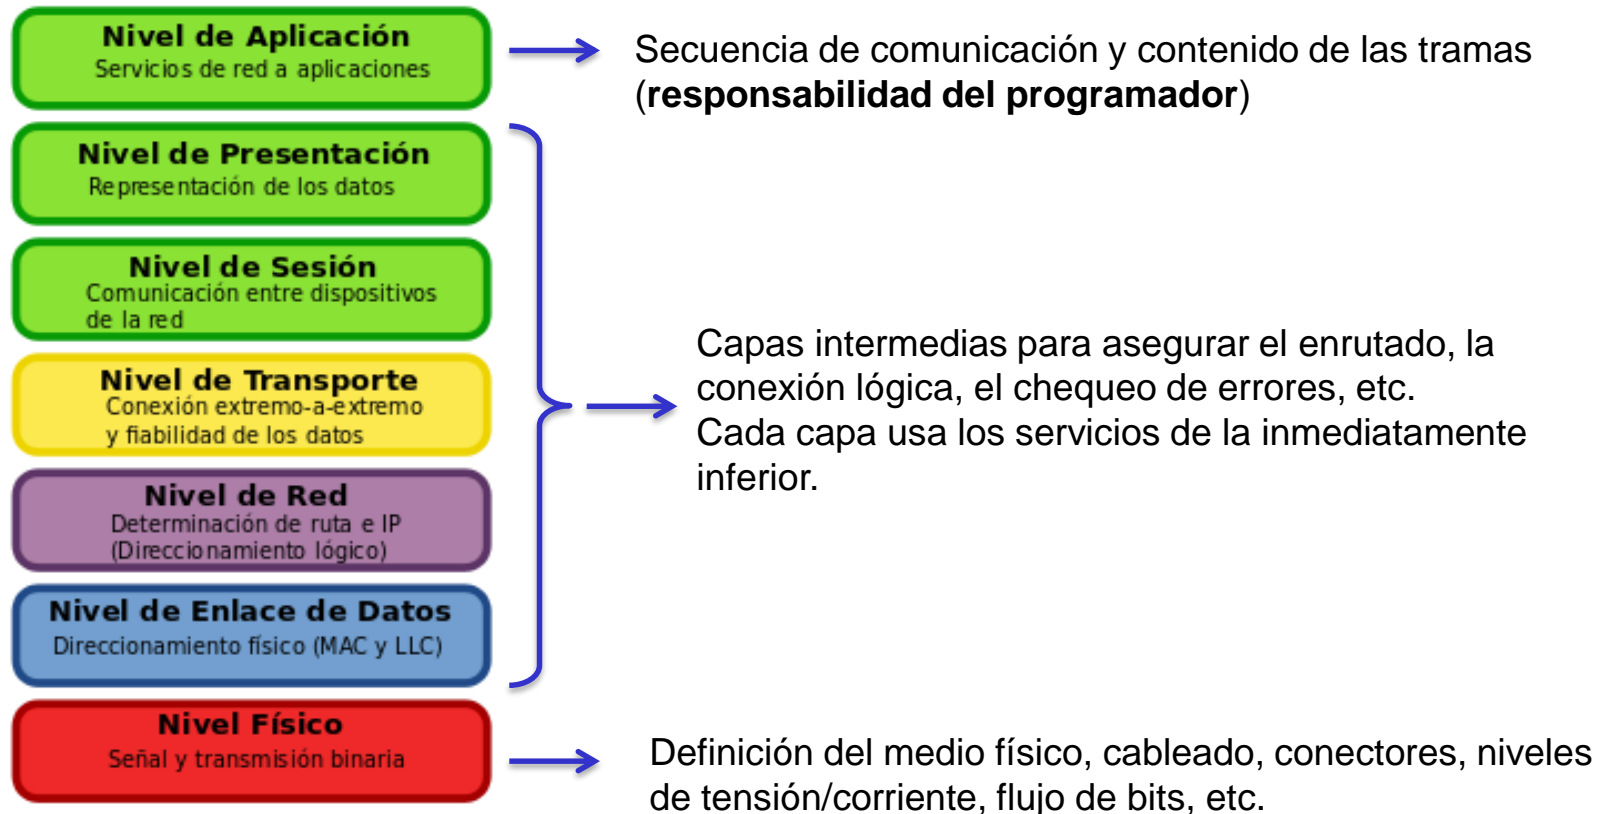 Nivel de Aplicación
Servicios de red a aplicaciones
Secuencia de comunicación y contenido de las tramas
(responsabilidad del programador)
Nivel de Presentación
Representación de los datos
Nivel de Sesión
Comunicación entre dispositivos
de la red
Nivel de Transporte
Conexión extremo-a-extremo
y fiabilidad de los datos
Nivel de Red
Determinación de ruta e IP
(Direccionamiento lógico)
Nivel de Enlace de Datos
Direccionamiento físico (MAC y LLC)
Capas intermedias para asegurar el enrutado, la
conexión lógica, el chequeo de errores, etc.
Cada capa usa los servicios de la inmediatamente
inferior.
Nivel Físico
Señal y transmisión binaria
Definición del medio físico, cableado, conectores, niveles
de tensión/corriente, flujo de bits, etc.